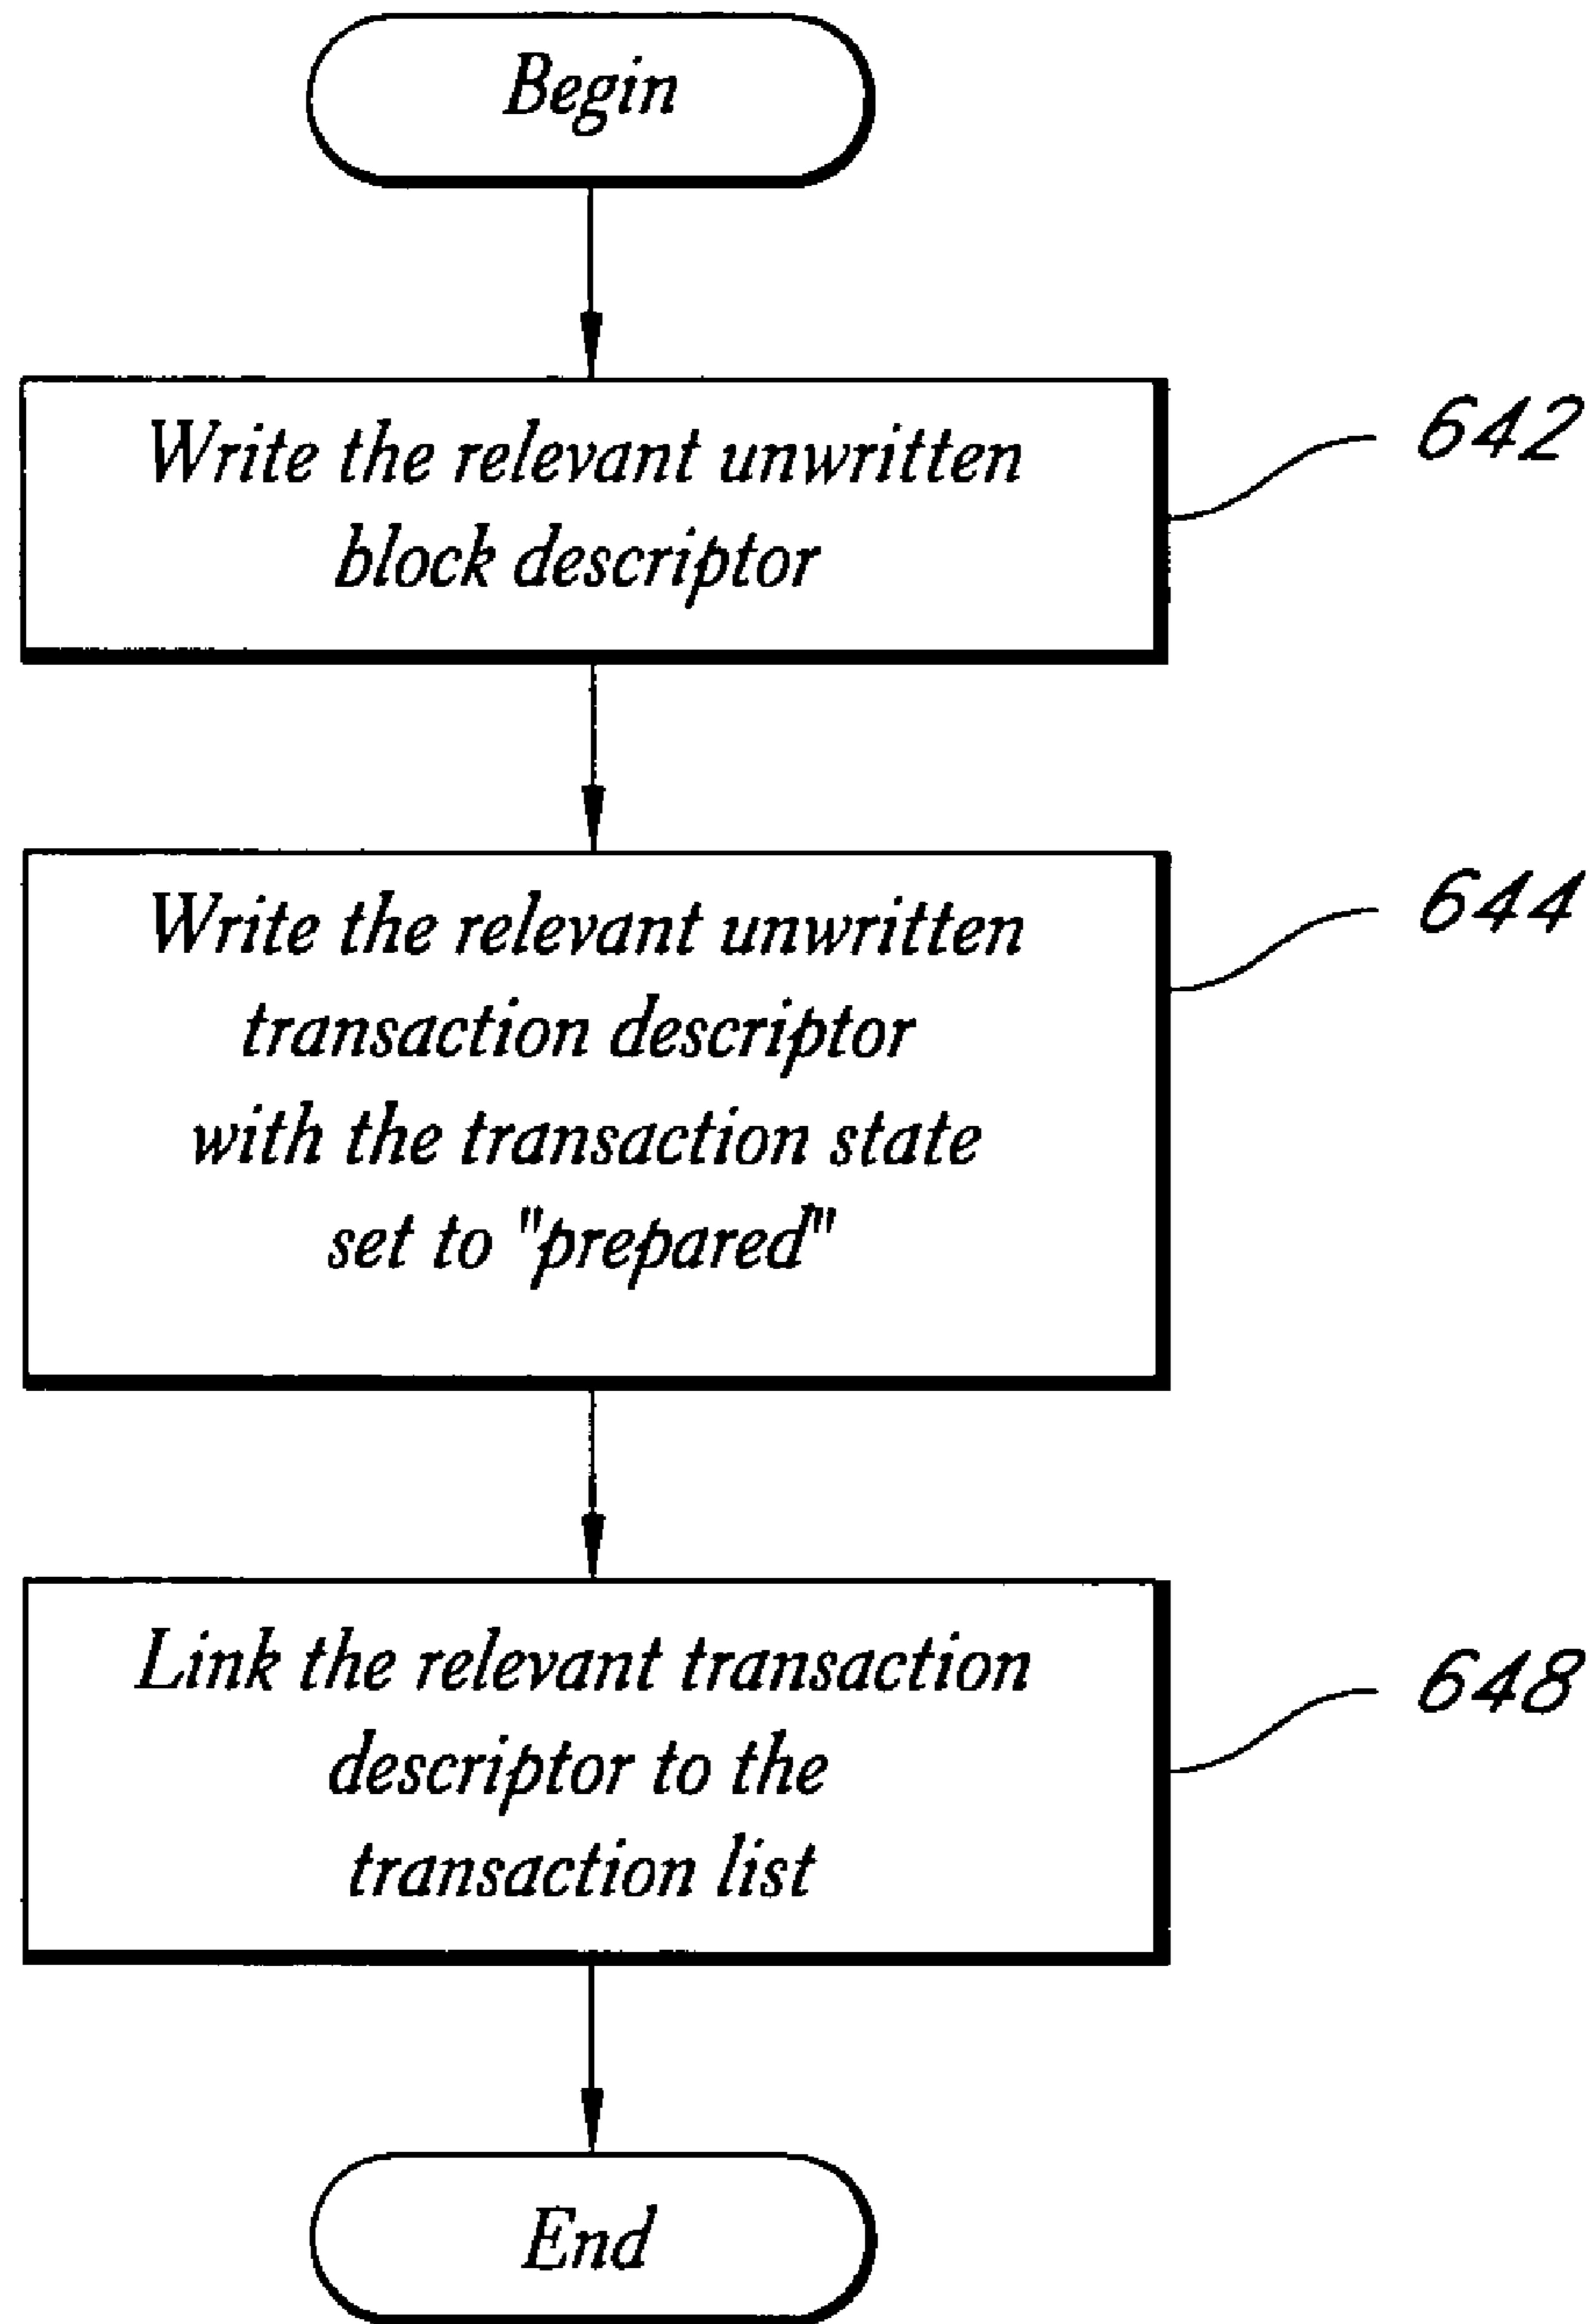 Begin
Write the relevant unwritten
block descriptor
642
Write the relevant unwritten
transaction descriptor
with the transaction state
set to "prepared"
644
Link the relevant transaction
descriptor to the
transaction list
648
End